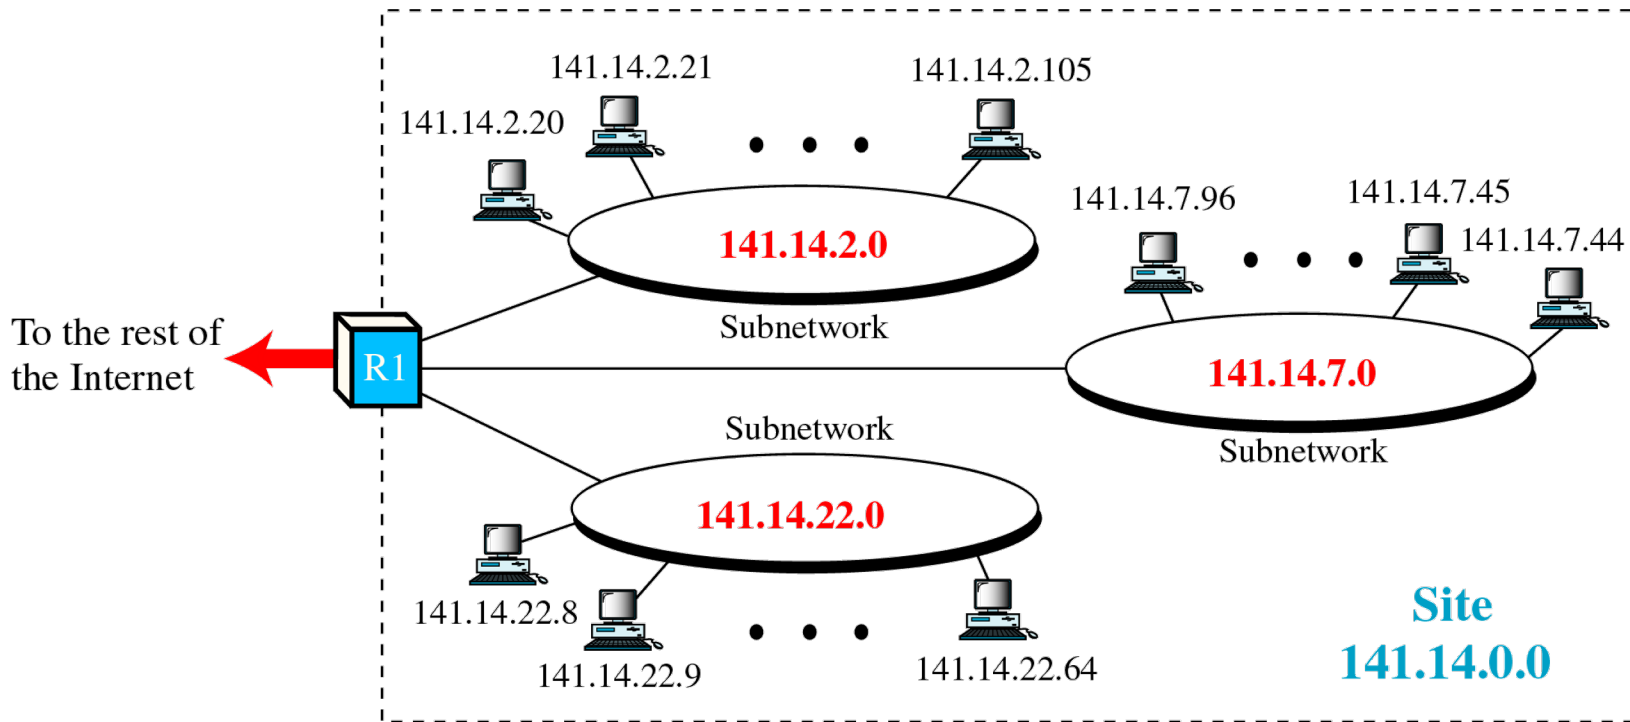 141.14.2.21
141.14.2.105
141.14.2.20
141.14.2.0
Subnetwork
141.14.7.96
141.14.7.45
141.14.7.44
141.14.7.0
Subnetwork
To the rest of
the Internet
R1
Subnetwork
141.14.22.0
141.14.22.8
141.14.22.9
141.14.22.64
Site
141.14.0.0